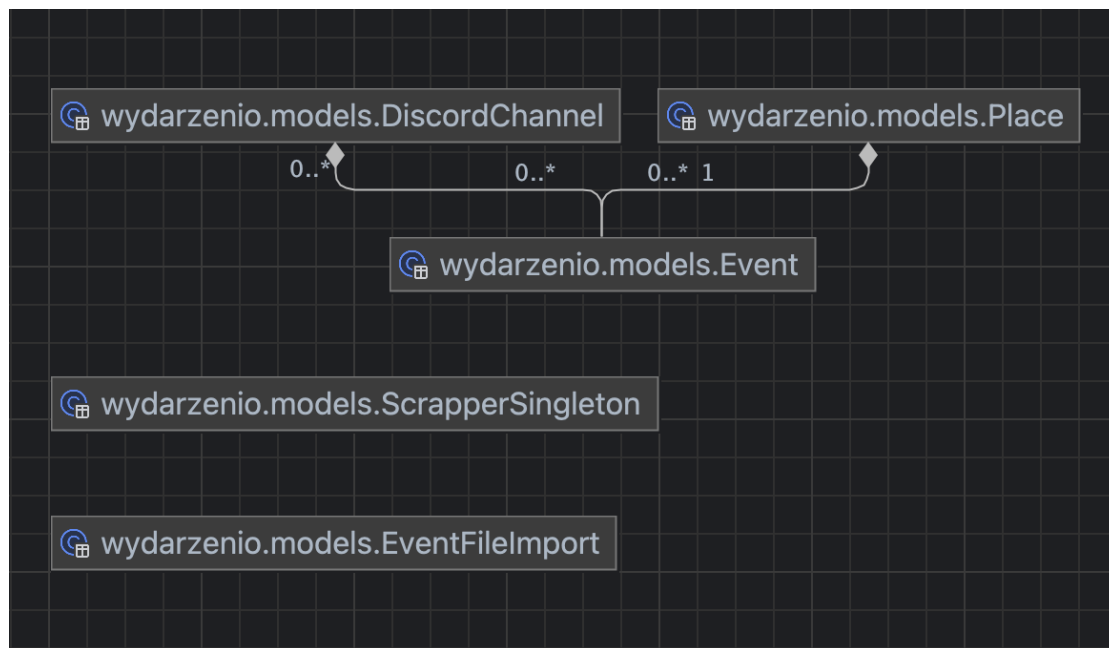 wydarzenio.models.DiscordChannel
wydarzenio.models.Place
0..*
0..*
0..* 1
wydarzenio.models.Event
wydarzenio.models.ScrapperSingleton
wydarzenio.models.EventFileImport